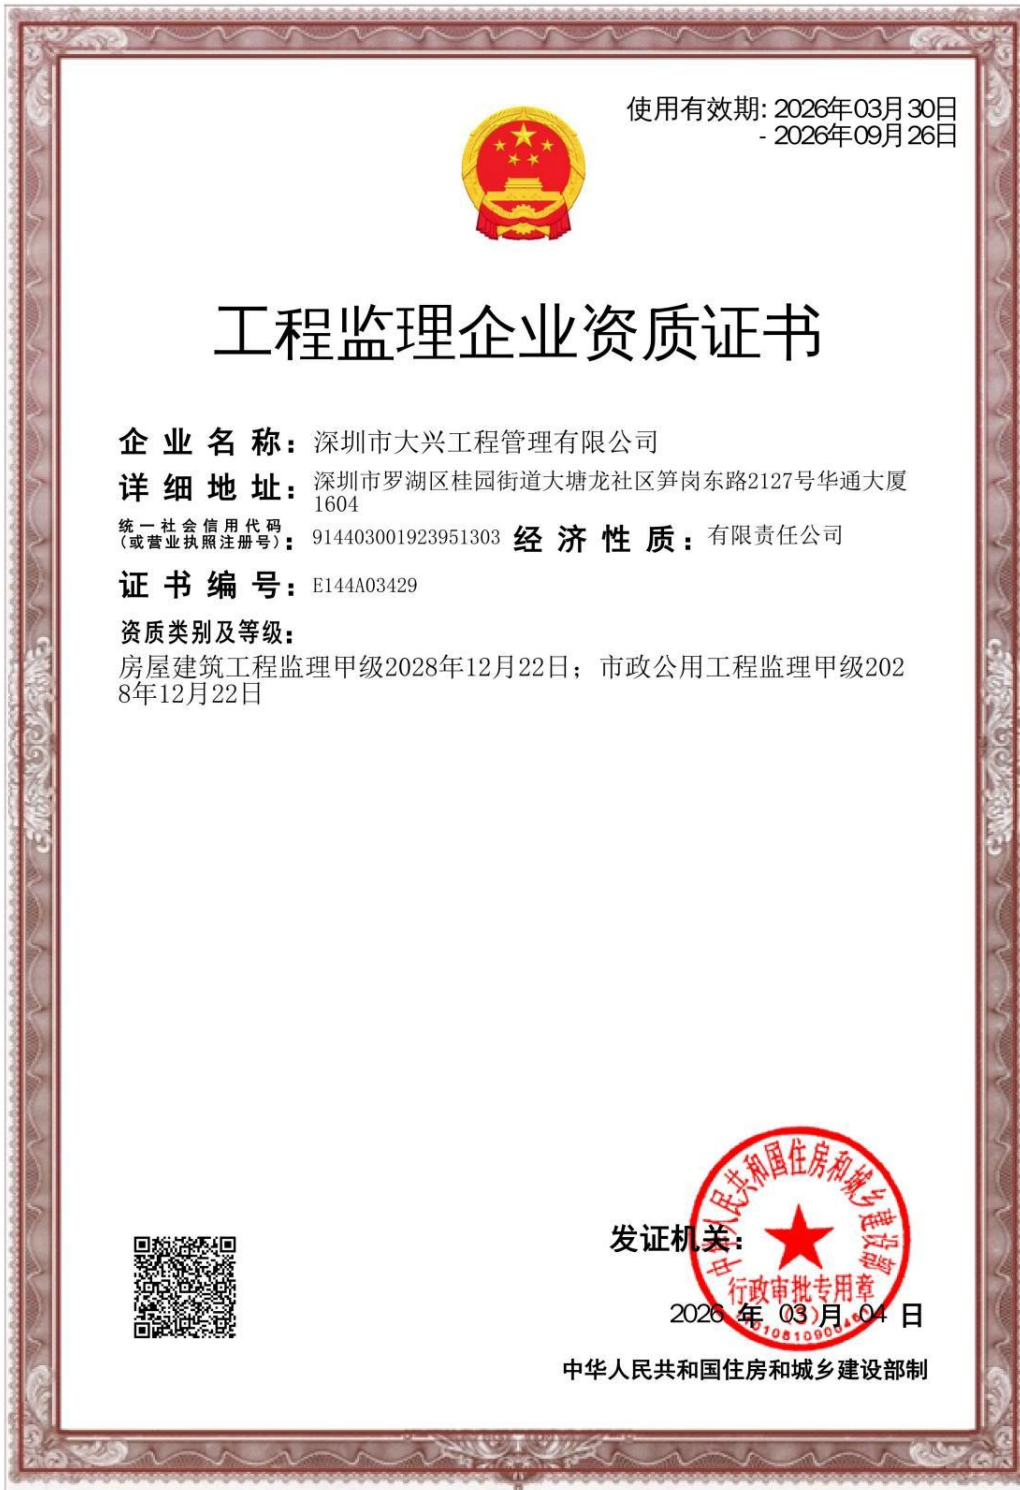 使用有效期: 2026年03月30日
- 2026年09月26日
工程监理企业资质证书
企业名称：深圳市大兴工程管理有限公司
详细地址：深圳市罗湖区桂园街道大塘龙社区笋岗东路2127号华通大厦
1604
统一社会信用代码
(或营业执照注册号)：914403001923951303 经济性质：有限责任公司
证书编号：E144A03429
资质类别及等级：
房屋建筑工程监理甲级2028年12月22日；市政公用工程监理甲级202
8年12月22日
中华人民共和国住房和城乡建设部
发证机关：
行政审批专用章
2026 年 03 月 04 日
(3)
中华人民共和国住房和城乡建设部制